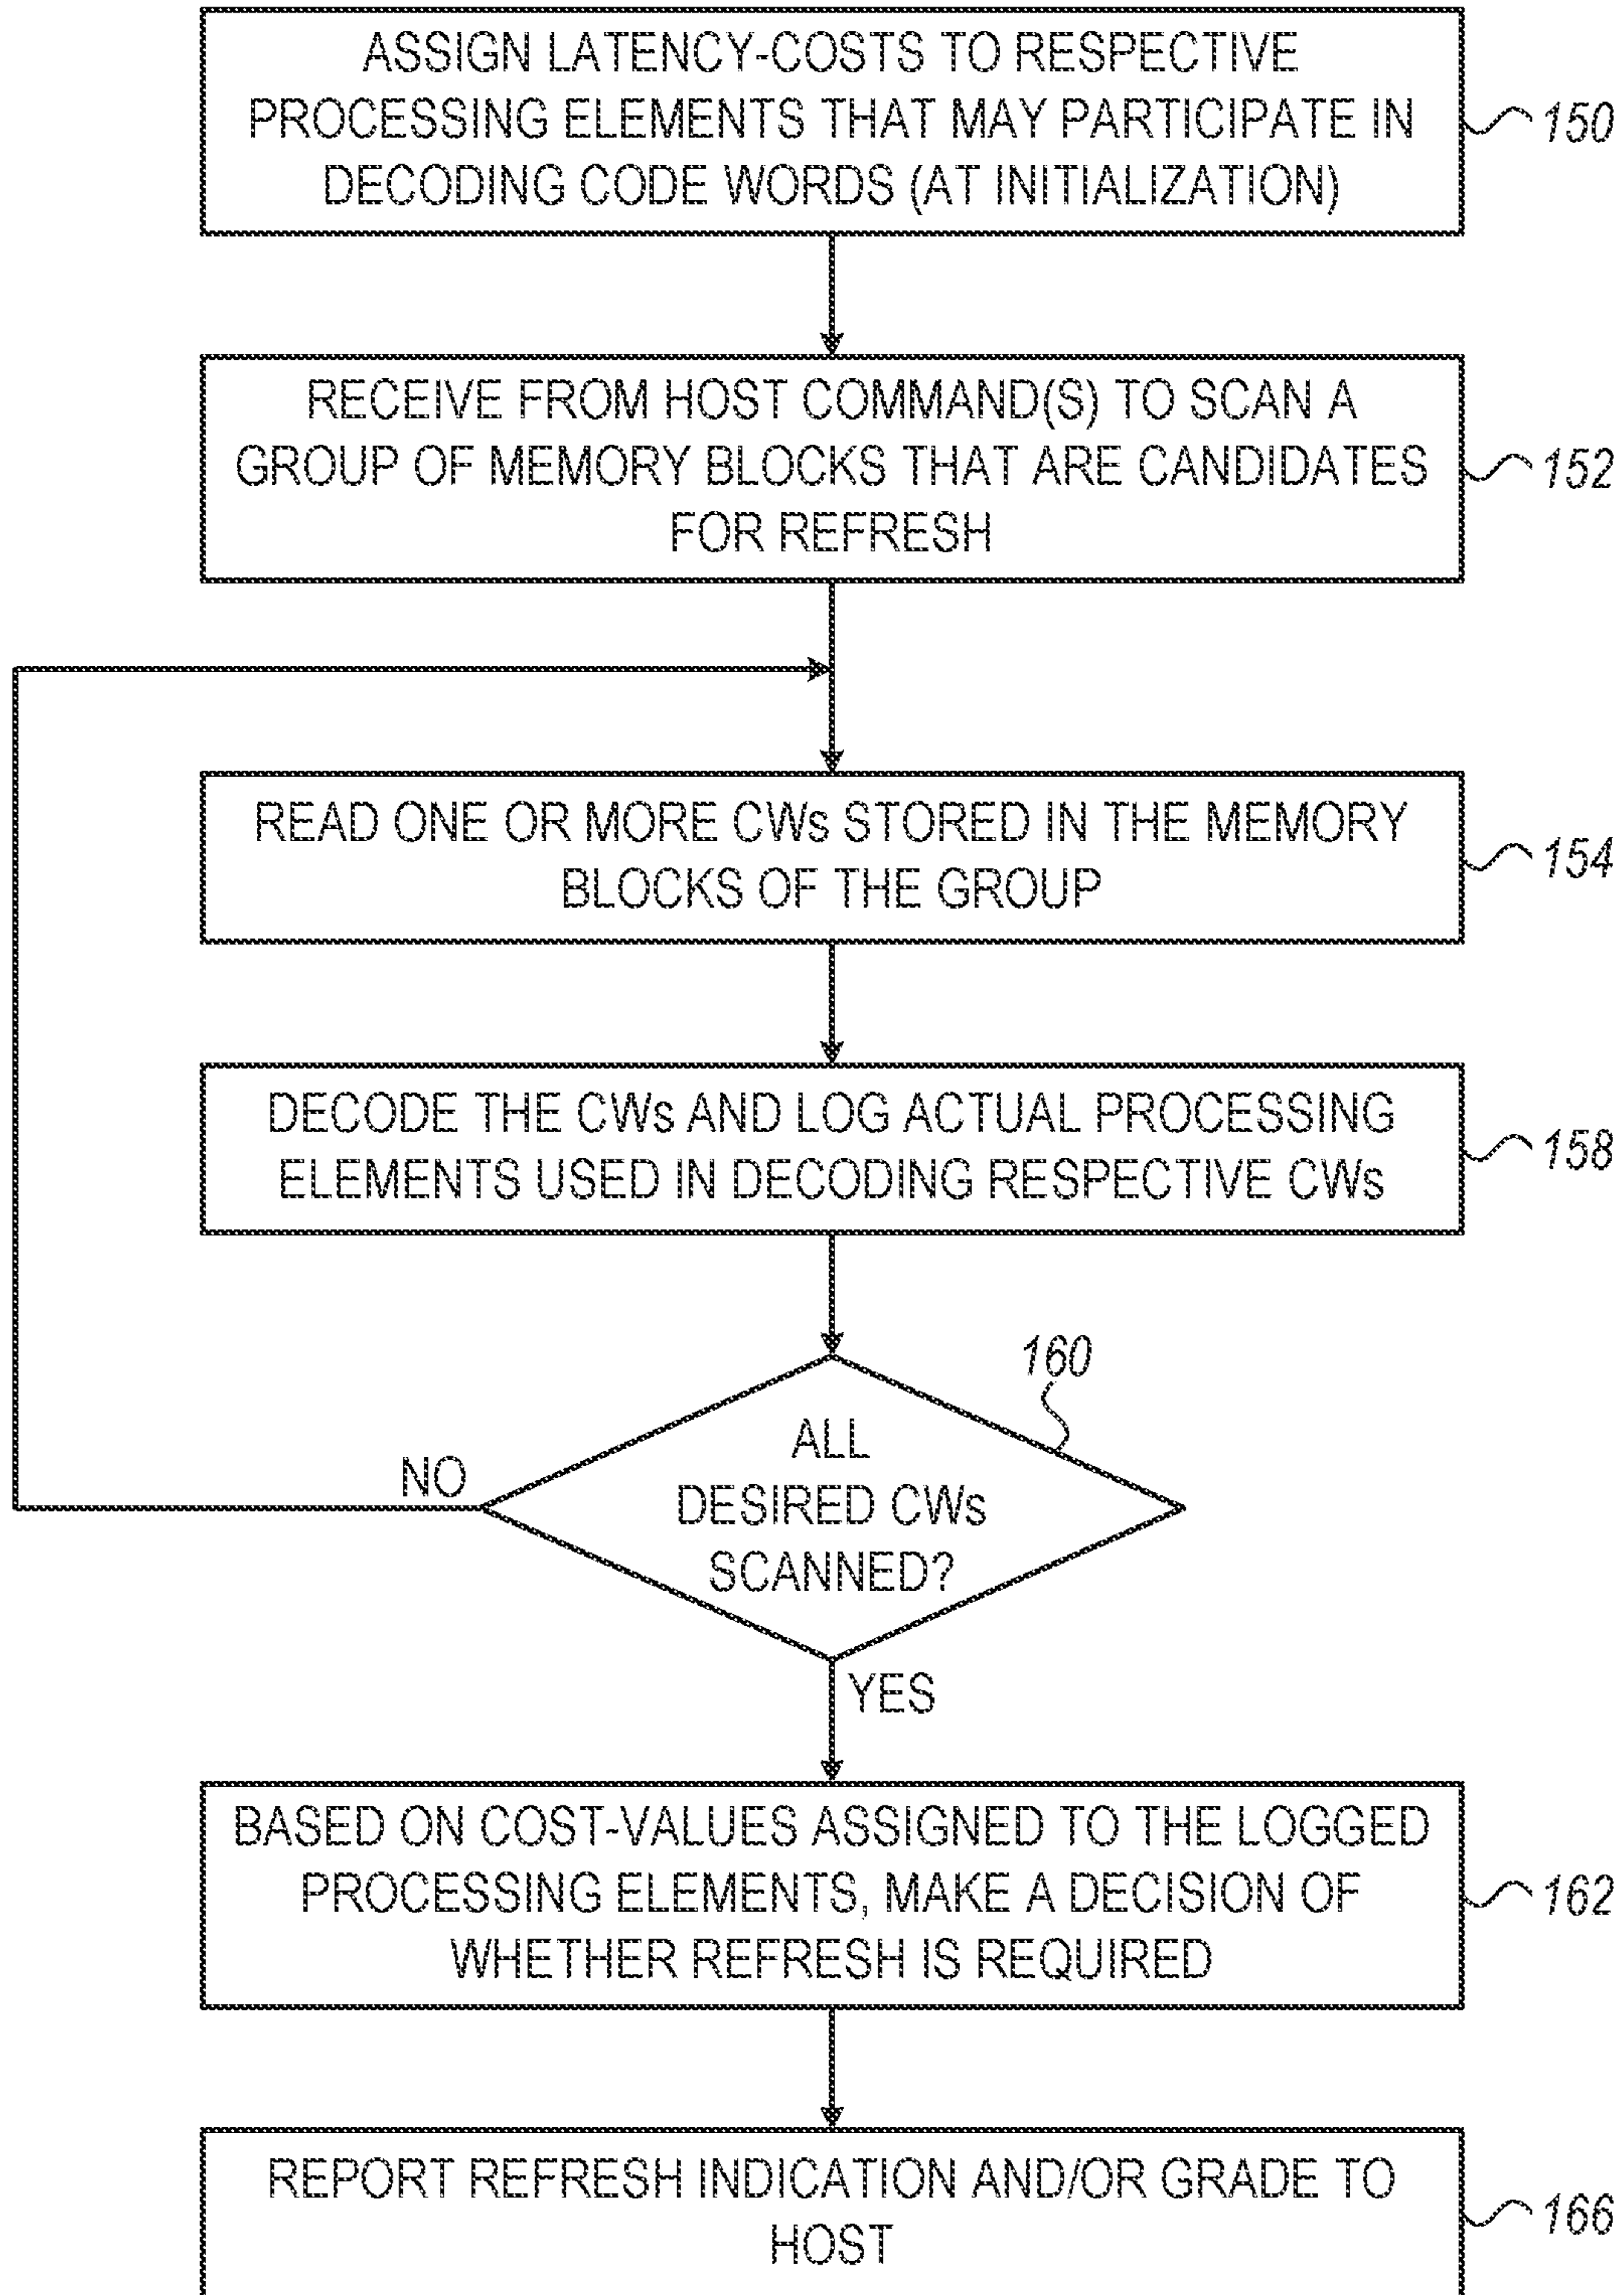 ASSIGN LATENCY-COSTS TO RESPECTIVE
PROCESSING ELEMENTS THAT MAY PARTICIPATE IN
DECODING CODE WORDS (AT INITIALIZATION)
150
RECEIVE FROM HOST COMMAND(S) TO SCAN A
GROUP OF MEMORY BLOCKS THAT ARE CANDIDATES
FOR REFRESH
152
READ ONE OR MORE CWs STORED IN THE MEMORY
BLOCKS OF THE GROUP
154
DECODE THE CWs AND LOG ACTUAL PROCESSING
ELEMENTS USED IN DECODING RESPECTIVE CWs
158
160
ALL
DESIRED CWs
SCANNED?
NO
YES
BASED ON COST-VALUES ASSIGNED TO THE LOGGED
PROCESSING ELEMENTS, MAKE A DECISION OF
WHETHER REFRESH IS REQUIRED
162
REPORT REFRESH INDICATION AND/OR GRADE TO
HOST
166